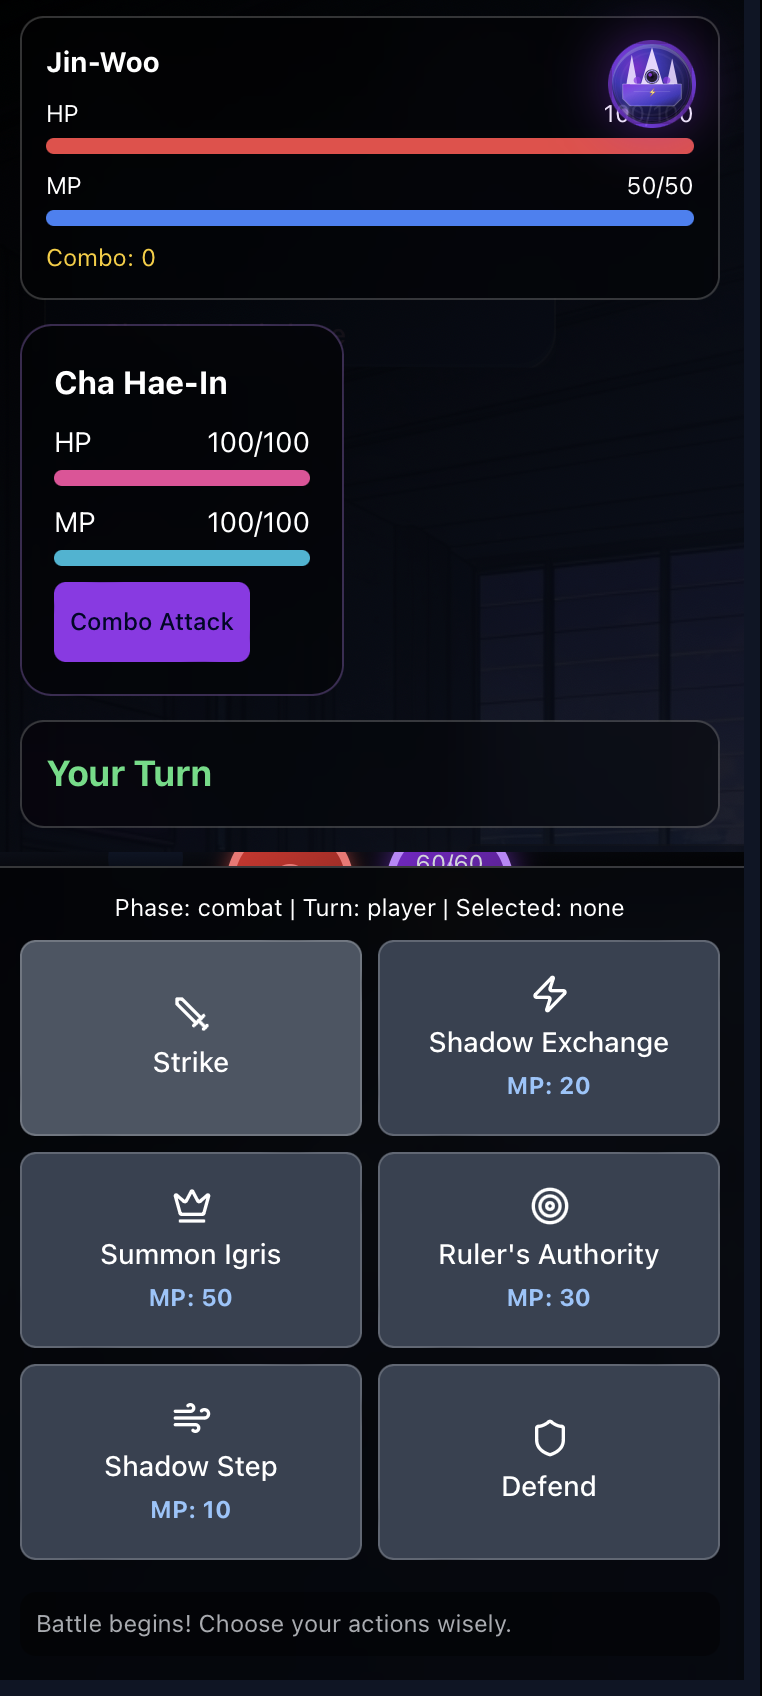 Jin-Woo
HP 100/100
MP 50/50
Combo: 0
Cha Hae-In
HP 100/100
MP 100/100
Combo Attack
Your Turn
60/60
Phase: combat | Turn: player | Selected: none
Strike
Shadow Exchange
MP: 20
Summon Igris
MP: 50
Ruler's Authority
MP: 30
Shadow Step
MP: 10
Defend
Battle begins! Choose your actions wisely.